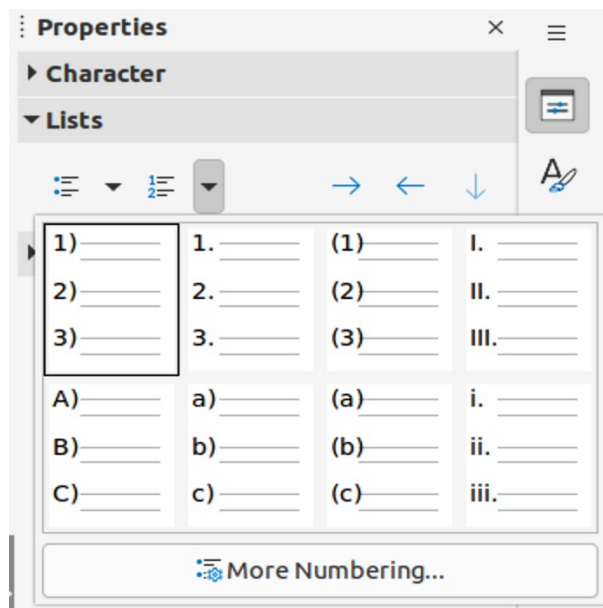 Properties
Character
Lists
1) 1. (1) I.
2) 2. (2) II.
3) 3. (3) III.
A) a) (a) i.
B) b) (b) ii.
C) c) (c) iii.
More Numbering...